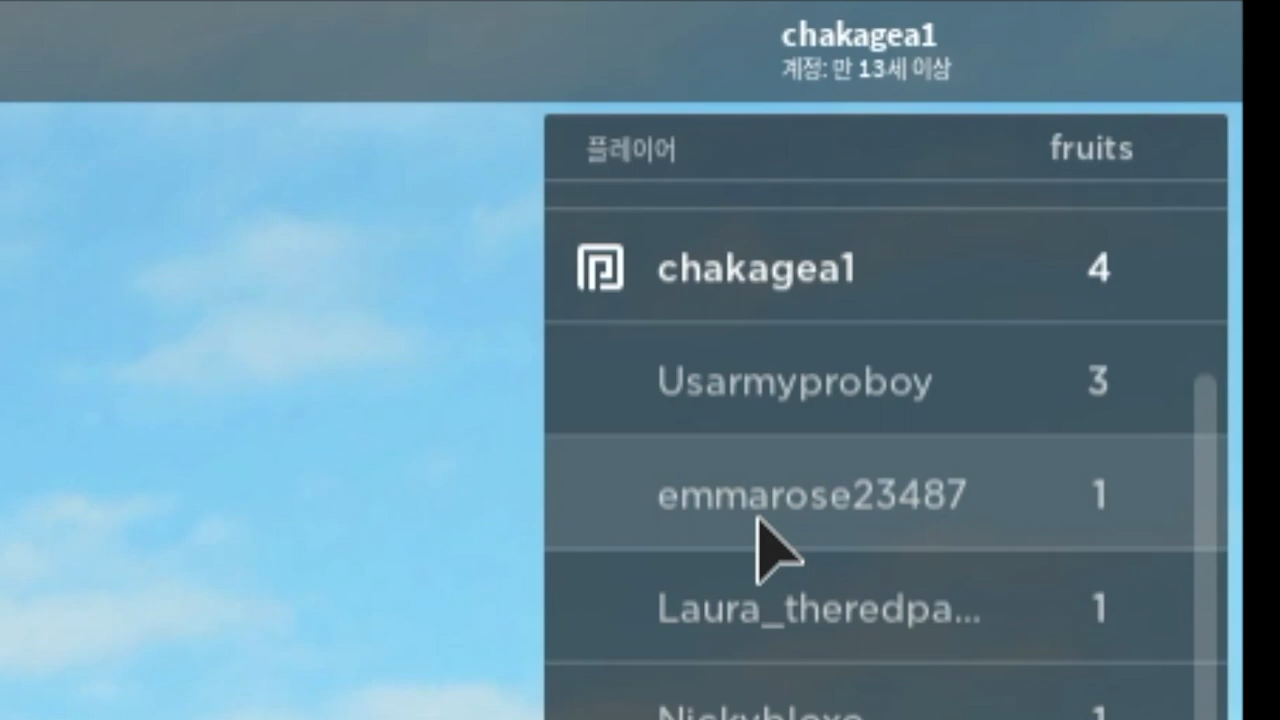 chakagea1
계정: 만 13세 이상
플레이어 fruits
chakagea1 4
Usarmyproboy 3
emmarose23487 1
Laura_theredpa... 1
1